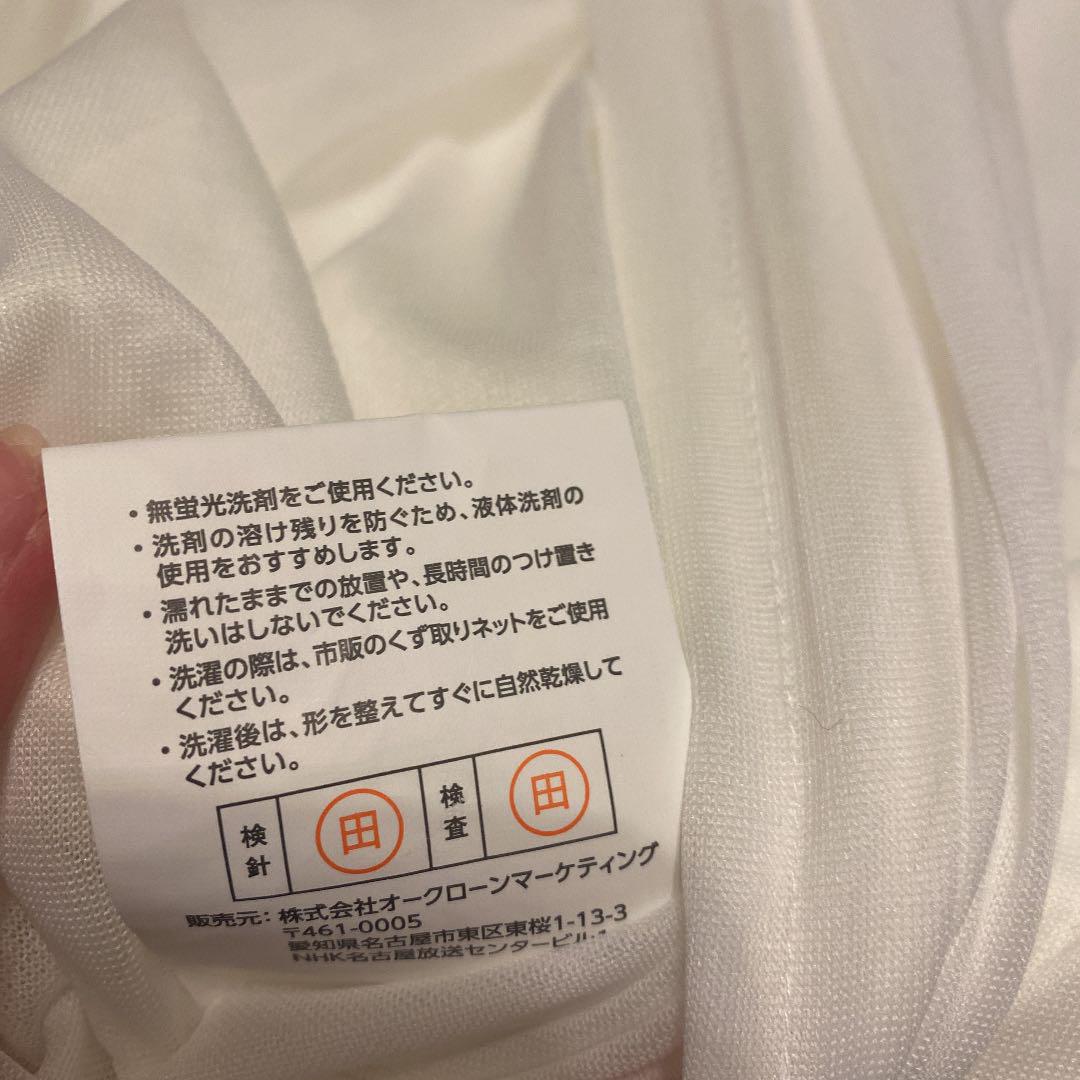 ・無蛍光洗剤をご使用ください。
・洗剤の溶け残りを防ぐため、液体洗剤の
使用をおすすめします。
・濡れたままでの放置や、長時間のつけ置き
洗いはしないでください。
・洗濯の際は、市販のくず取りネットをご使用
ください。
・洗濯後は、形を整えてすぐに自然乾燥して
ください。
検針 田 検査 田
販売元：株式会社オークローンマーケティング
〒461-0005
愛知県名古屋市東区東桜1-13-3
NHK名古屋放送センタービル